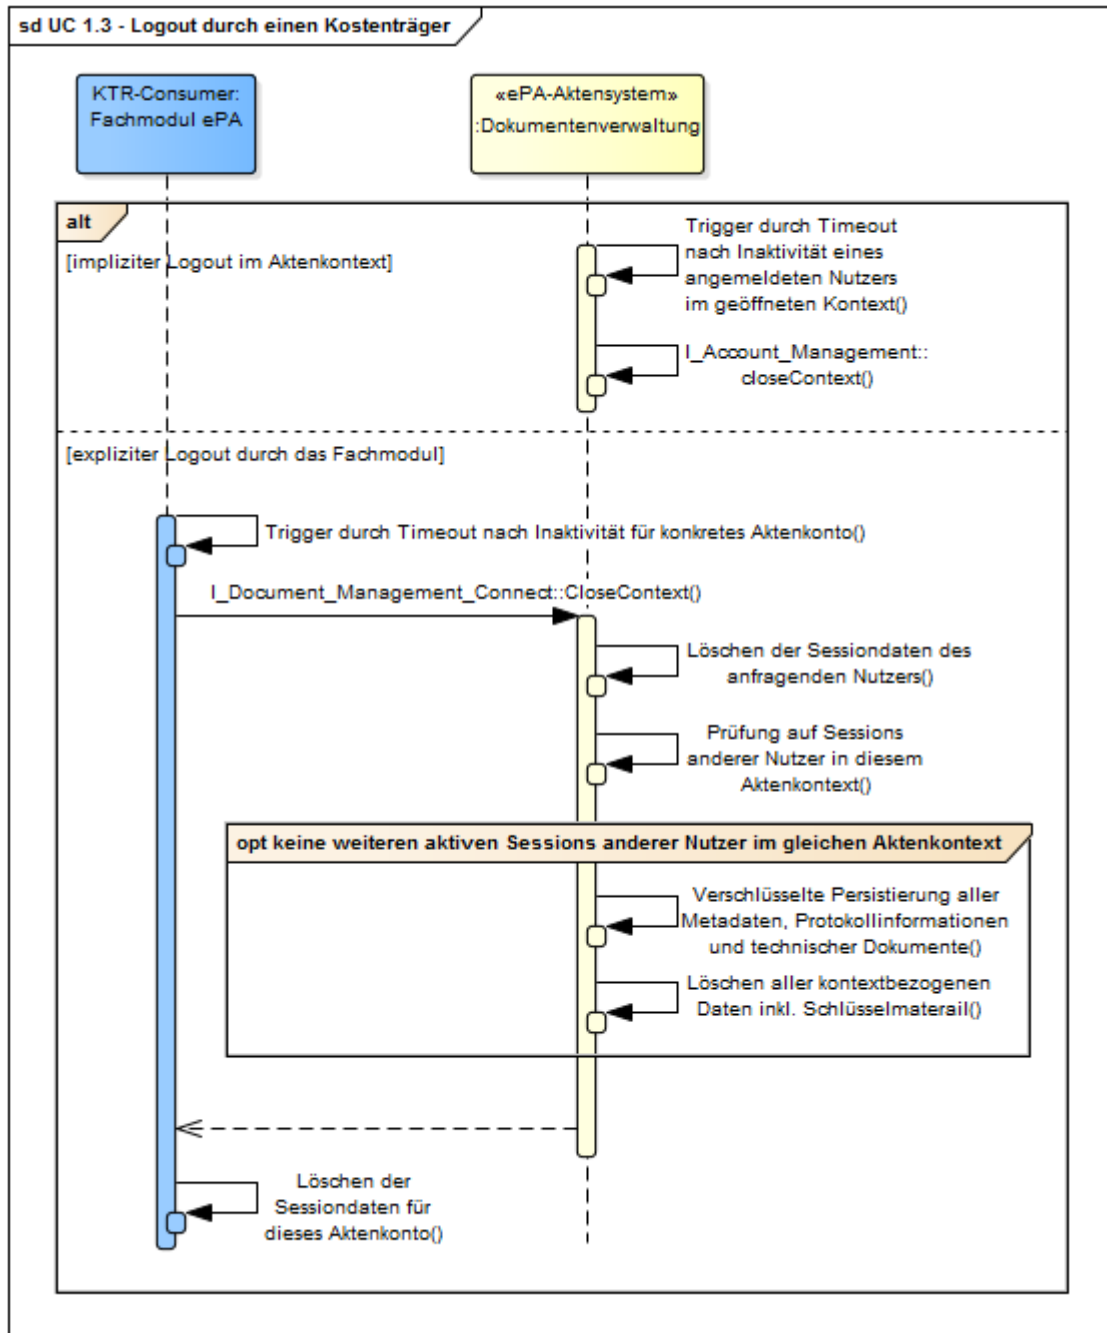 sd UC 1.3 - Logout durch einen Kostenträger
KTR-Consumer:
Fachmodul ePA
«ePA-Aktensystem»
:Dokumentenverwaltung
alt
[impliziter Logout im Aktenkontext]
Trigger durch Timeout
nach Inaktivität eines
angemeldeten Nutzers
im geöffneten Kontext()
I_Account_Management::
closeContext()
[expliziter Logout durch das Fachmodul]
Trigger durch Timeout nach Inaktivität für konkretes Aktenkonto()
I_Document_Management_Connect::CloseContext()
Löschen der Sessiondaten des
anfragenden Nutzers()
Prüfung auf Sessions
anderer Nutzer in diesem
Aktenkontext()
opt keine weiteren aktiven Sessions anderer Nutzer im gleichen Aktenkontext
Verschlüsselte Persistierung aller
Metadaten, Protokollinformationen
und technischer Dokumente()
Löschen aller kontextbezogenen
Daten inkl. Schlüsselmaterail()
Löschen der
Sessiondaten für
dieses Aktenkonto()